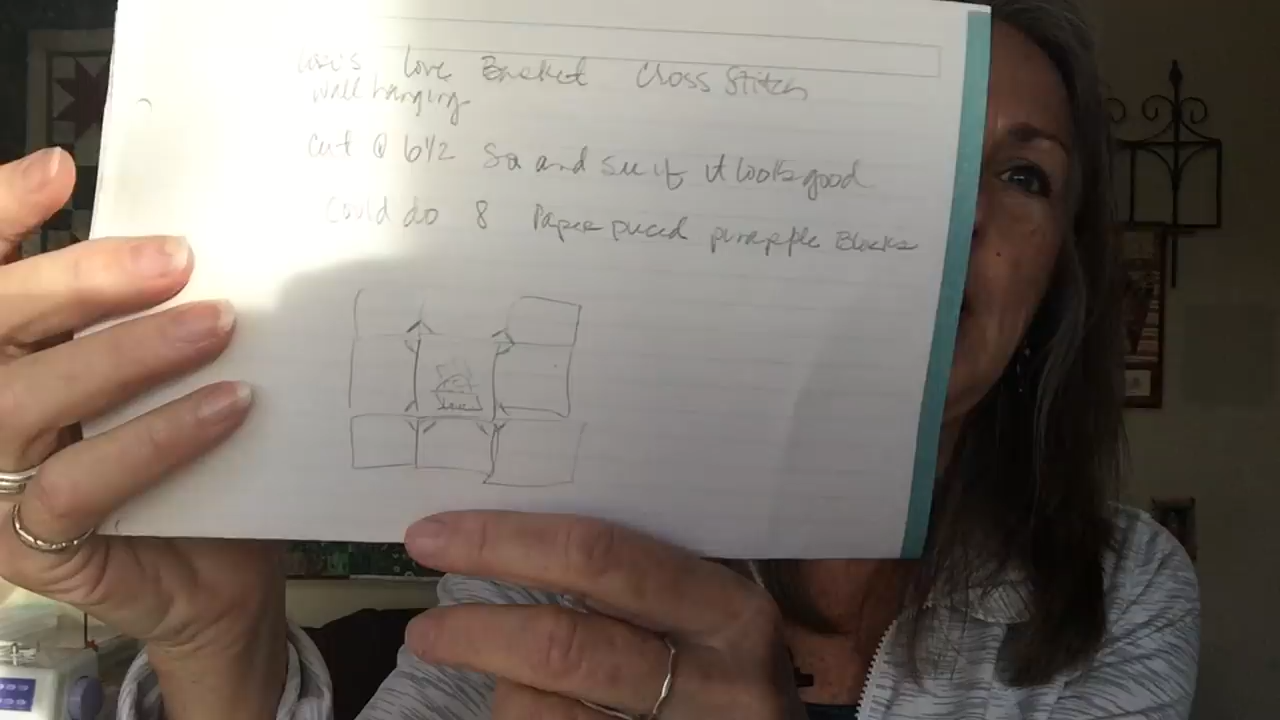 Lori's love Basket Cross Stitch
wall hanging
Cut @ 6 1/2 Sq and see if it looks good
Could do 8 Paper pieced pineapple Blocks